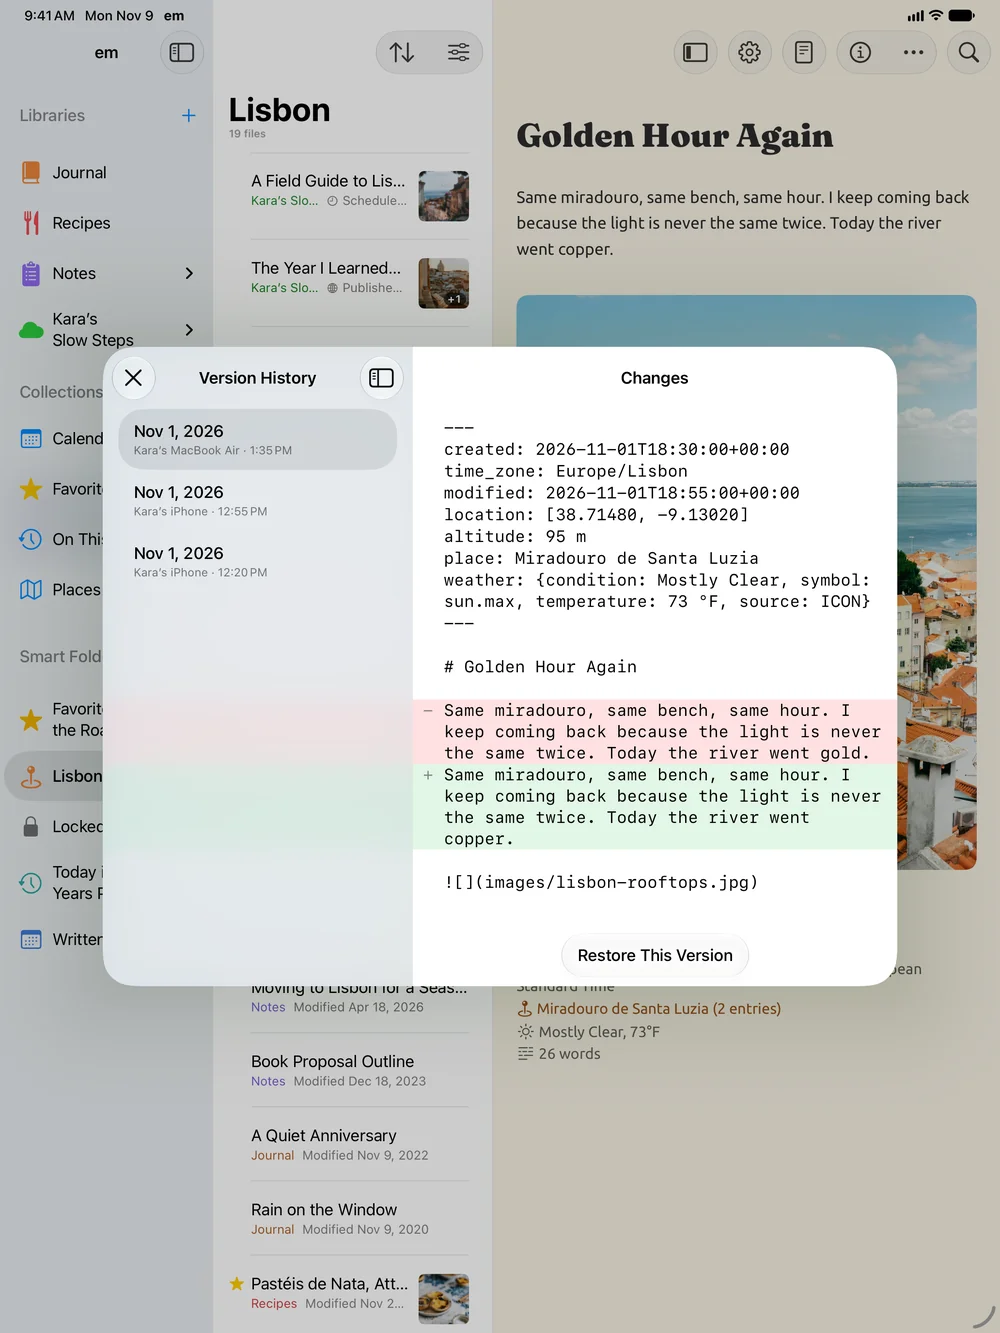 9:41 AM Mon Nov 9 em
em
Libraries
Journal
Recipes
Notes
Kara's
Slow Steps
Collections
Calend
Favorit
On Thi
Places
Smart Fold
Favorit
the Roa
Lisbon
Locked
Today i
Years P
Written
Lisbon
19 files
A Field Guide to Lis...
Kara's Slo... Schedule...
The Year I Learned...
Kara's Slo... Publishe...
+1
Moving to Lisbon for a Seas...
Notes Modified Apr 18, 2026
Book Proposal Outline
Notes Modified Dec 18, 2023
A Quiet Anniversary
Journal Modified Nov 9, 2022
Rain on the Window
Journal Modified Nov 9, 2020
Pastéis de Nata, Att...
Recipes Modified Nov 2...
Golden Hour Again
Same miradouro, same bench, same hour. I keep coming back
because the light is never the same twice. Today the river
went copper.
Version History
Nov 1, 2026
Kara's MacBook Air · 1:35 PM
Nov 1, 2026
Kara's iPhone · 12:55 PM
Nov 1, 2026
Kara's iPhone · 12:20 PM
Changes
---
created: 2026-11-01T18:30:00+00:00
time_zone: Europe/Lisbon
modified: 2026-11-01T18:55:00+00:00
location: [38.71480, -9.13020]
altitude: 95 m
place: Miradouro de Santa Luzia
weather: {condition: Mostly Clear, symbol:
sun.max, temperature: 73 °F, source: ICON}
---
# Golden Hour Again
- Same miradouro, same bench, same hour. I
keep coming back because the light is never
the same twice. Today the river went gold.
+ Same miradouro, same bench, same hour. I
keep coming back because the light is never
the same twice. Today the river went
copper.
![](images/lisbon-rooftops.jpg)
Restore This Version
pean
Standard Time
Miradouro de Santa Luzia (2 entries)
Mostly Clear, 73°F
26 words